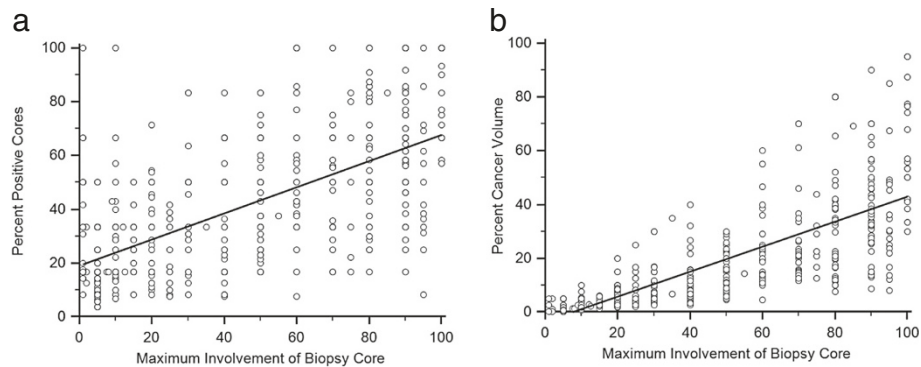 a
100
80
60
40
20
0
Percent Positive Cores
0 20 40 60 80 100
Maximum Involvement of Biopsy Core
b
100
80
60
40
20
0
Percent Cancer Volume
0 20 40 60 80 100
Maximum Involvement of Biopsy Core